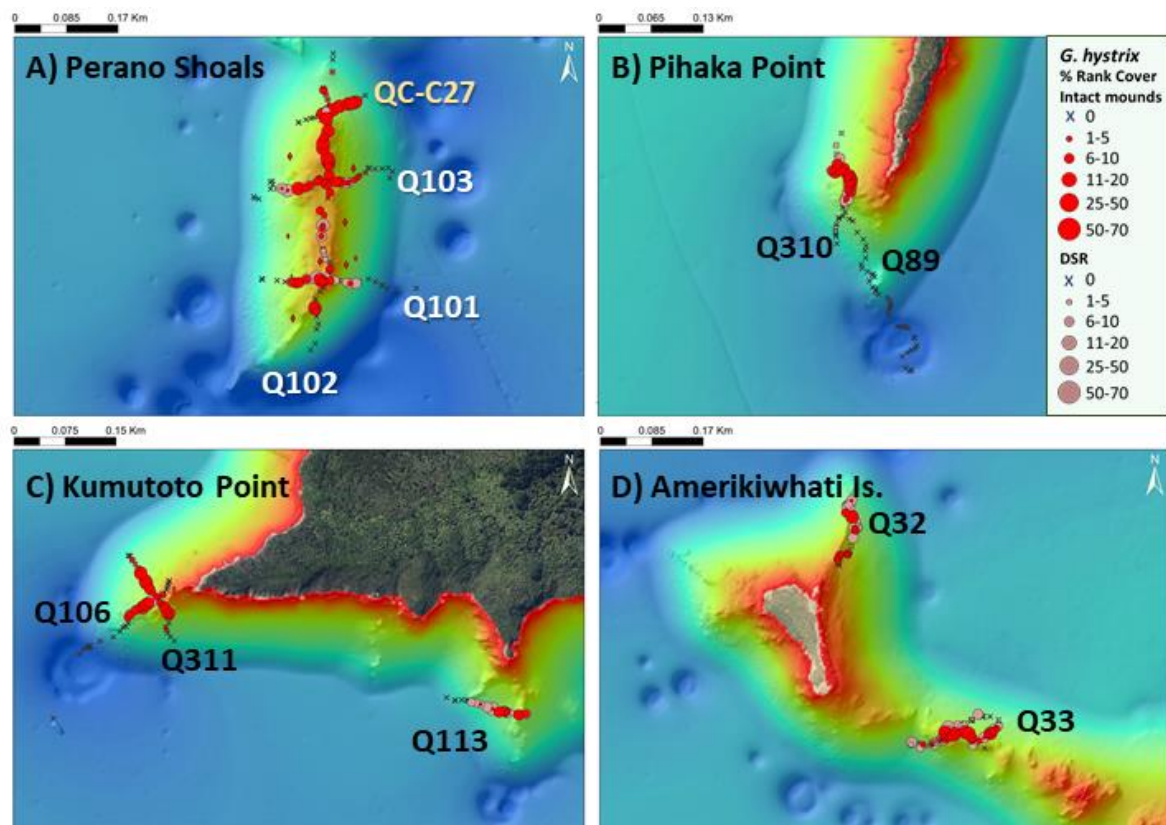 0 0.085 0.17 Km
A) Perano Shoals
N
QC-C27
Q103
Q101
Q102
0 0.065 0.13 Km
B) Pihaka Point
N
Q310
Q89
G. hystrix
% Rank Cover
Intact mounds
X 0
1-5
6-10
11-20
25-50
50-70
DSR
X 0
1-5
6-10
11-20
25-50
50-70
0 0.075 0.15 Km
C) Kumutoto Point
N
Q106
Q311
Q113
0 0.085 0.17 Km
D) Amerikiwhati Is.
N
Q32
Q33